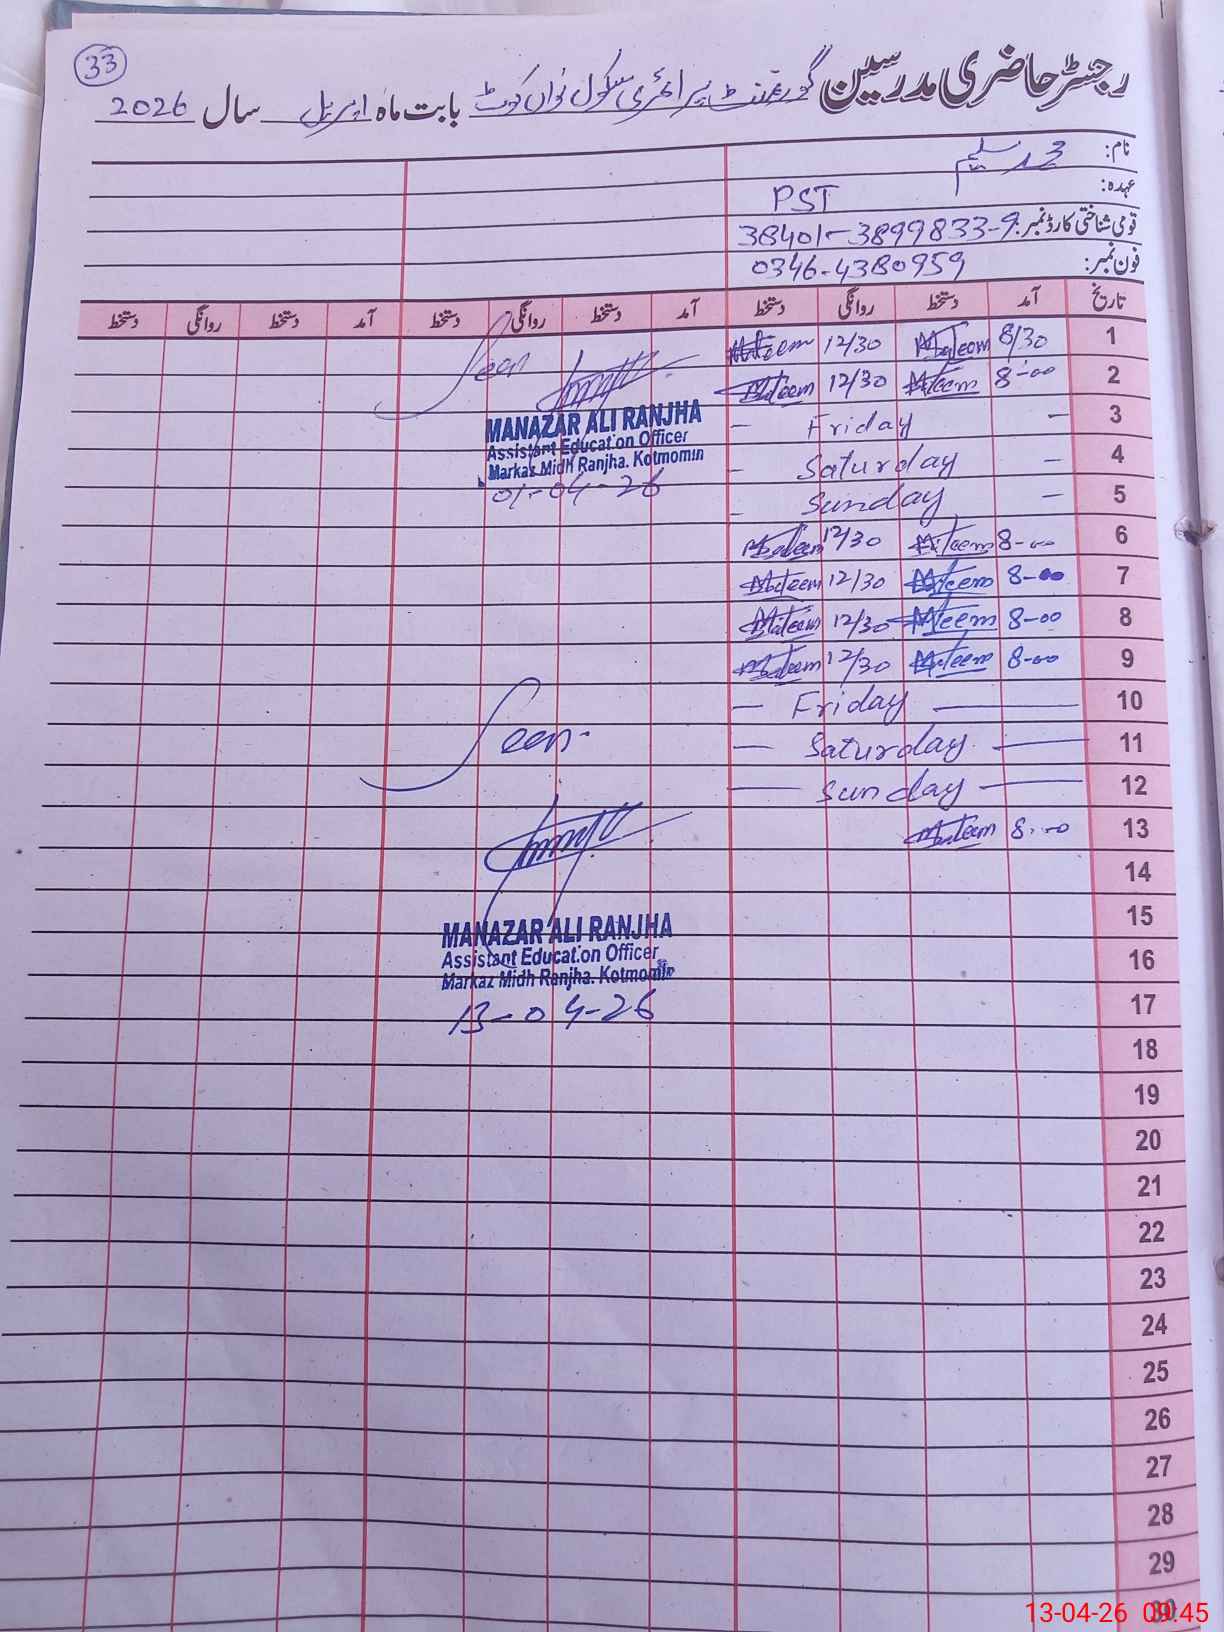 33
رجسٹر حاضری مدرسین گورنمنٹ پرائمری سکول نواں کوٹ بابت ماہ اپریل سال 2026
نام: محمد سلیم
عہدہ: PST
قومی شناختی کارڈ نمبر: 38401-3899833-9
فون نمبر: 0346-4380959
تاریخ آمد دستخط روانگی دستخط آمد دستخط روانگی دستخط آمد دستخط روانگی دستخط
1 8/30 12/30
2 8-00 12/30
3 - Friday -
4 - Saturday -
5 - Sunday -
6 8-00 12/30
7 8-00 12/30
8 8-00 12/30
9 8-00 12/30
10 — Friday —
11 — Saturday —
12 — Sunday —
13 8-00
14
15
16
17
18
19
20
21
22
23
24
25
26
27
28
29
30
Seen
MANAZAR ALI RANJHA
Assistant Education Officer
Markaz Midh Ranjha. Kotmomin
01-04-26
Seen
MANAZAR ALI RANJHA
Assistant Education Officer
Markaz Midh Ranjha. Kotmomin
13-04-26
13-04-26 09:45